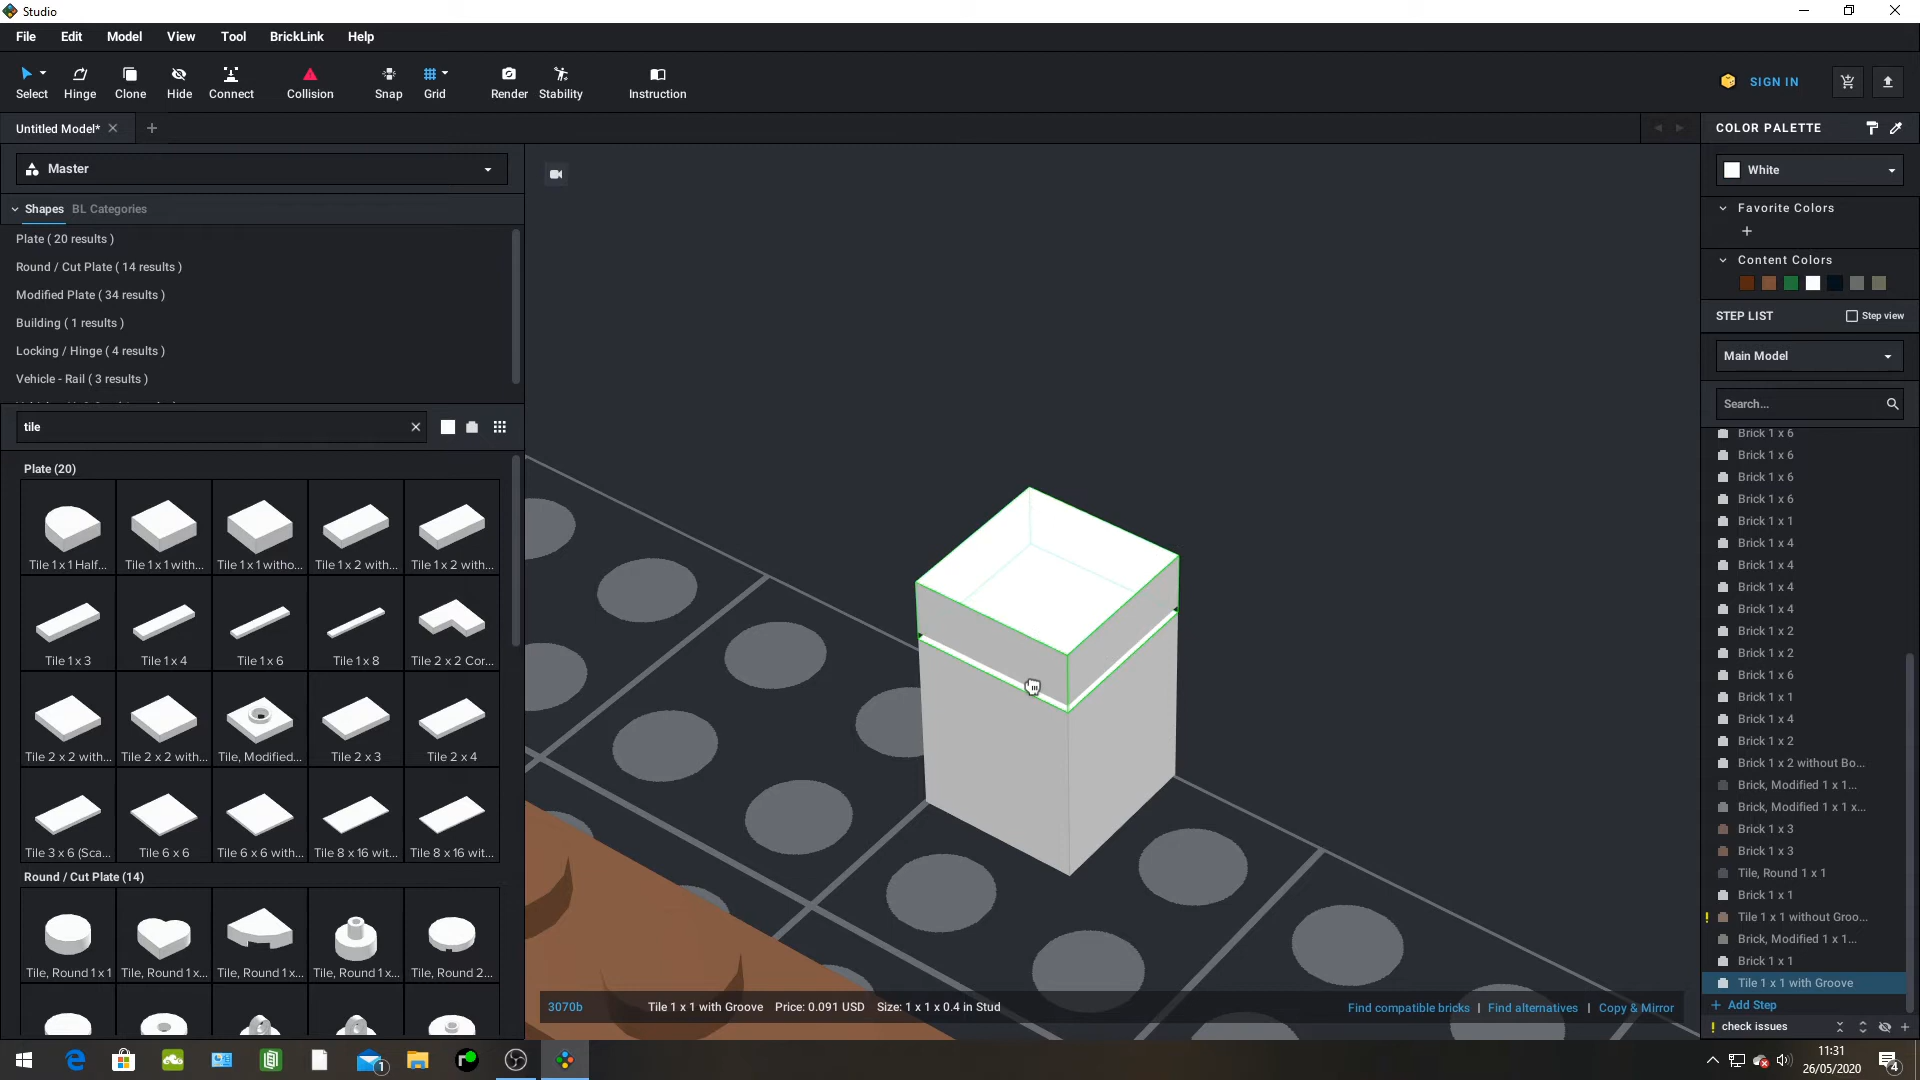 Studio
File Edit Model View Tool BrickLink Help
Select Hinge Clone Hide Connect Collision Snap Grid Render Stability Instruction
SIGN IN
Untitled Model*
Master
Shapes BL Categories
Plate ( 20 results )
Round / Cut Plate ( 14 results )
Modified Plate ( 34 results )
Building ( 1 results )
Locking / Hinge ( 4 results )
Vehicle - Rail ( 3 results )
tile
Plate (20)
Tile 1 x 1 Half... Tile 1 x 1 with... Tile 1 x 1 witho... Tile 1 x 2 with... Tile 1 x 2 with...
Tile 1 x 3 Tile 1 x 4 Tile 1 x 6 Tile 1 x 8 Tile 2 x 2 Cor...
Tile 2 x 2 with... Tile 2 x 2 with... Tile, Modified... Tile 2 x 3 Tile 2 x 4
Tile 3 x 6 (Sca... Tile 6 x 6 Tile 6 x 6 with... Tile 8 x 16 wit... Tile 8 x 16 wit...
Round / Cut Plate (14)
Tile, Round 1 x 1 Tile, Round 1 x... Tile, Round 1 x... Tile, Round 1 x... Tile, Round 2...
3070b Tile 1 x 1 with Groove Price: 0.091 USD Size: 1 x 1 x 0.4 in Stud
Find compatible bricks | Find alternatives | Copy & Mirror
COLOR PALETTE
White
Favorite Colors
Content Colors
STEP LIST Step view
Main Model
Search...
Brick 1 x 6
Brick 1 x 6
Brick 1 x 6
Brick 1 x 6
Brick 1 x 1
Brick 1 x 4
Brick 1 x 4
Brick 1 x 4
Brick 1 x 4
Brick 1 x 2
Brick 1 x 2
Brick 1 x 6
Brick 1 x 1
Brick 1 x 4
Brick 1 x 2
Brick 1 x 2 without Bo...
Brick, Modified 1 x 1...
Brick, Modified 1 x 1 x...
Brick 1 x 3
Brick 1 x 3
Tile, Round 1 x 1
Brick 1 x 1
! Tile 1 x 1 without Groo...
Brick, Modified 1 x 1...
Brick 1 x 1
Tile 1 x 1 with Groove
+ Add Step
! check issues
1
11:31
26/05/2020
4